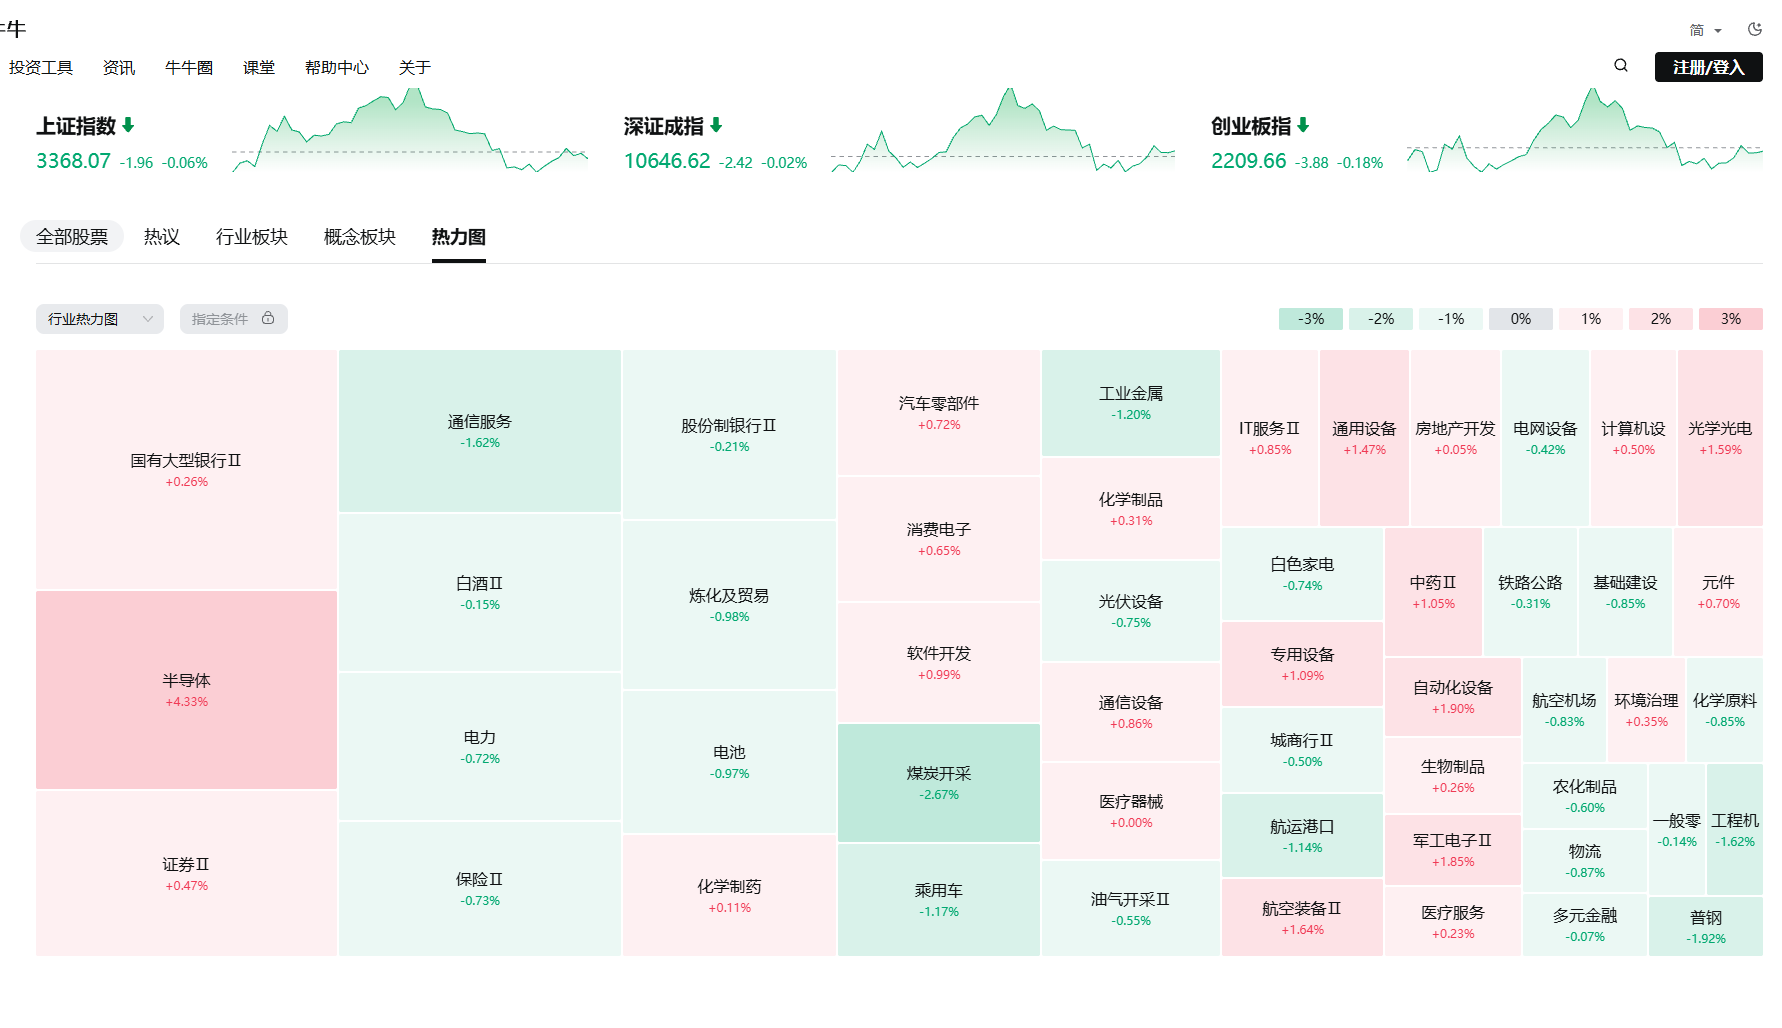 牛牛
简
投资工具 资讯 牛牛圈 课堂 帮助中心 关于
注册/登入
上证指数
3368.07 -1.96 -0.06%
深证成指
10646.62 -2.42 -0.02%
创业板指
2209.66 -3.88 -0.18%
全部股票 热议 行业板块 概念板块 热力图
行业热力图 指定条件
-3% -2% -1% 0% 1% 2% 3%
国有大型银行Ⅱ
+0.26%
半导体
+4.33%
证券Ⅱ
+0.47%
通信服务
-1.62%
白酒Ⅱ
-0.15%
电力
-0.72%
保险Ⅱ
-0.73%
股份制银行Ⅱ
-0.21%
炼化及贸易
-0.98%
电池
-0.97%
化学制药
+0.11%
汽车零部件
+0.72%
消费电子
+0.65%
软件开发
+0.99%
煤炭开采
-2.67%
乘用车
-1.17%
工业金属
-1.20%
化学制品
+0.31%
光伏设备
-0.75%
通信设备
+0.86%
医疗器械
+0.00%
油气开采Ⅱ
-0.55%
IT服务Ⅱ
+0.85%
通用设备
+1.47%
房地产开发
+0.05%
电网设备
-0.42%
计算机设
+0.50%
光学光电
+1.59%
白色家电
-0.74%
专用设备
+1.09%
城商行Ⅱ
-0.50%
航运港口
-1.14%
航空装备Ⅱ
+1.64%
中药Ⅱ
+1.05%
铁路公路
-0.31%
基础建设
-0.85%
元件
+0.70%
自动化设备
+1.90%
生物制品
+0.26%
军工电子Ⅱ
+1.85%
医疗服务
+0.23%
航空机场
-0.83%
环境治理
+0.35%
化学原料
-0.85%
农化制品
-0.60%
物流
-0.87%
多元金融
-0.07%
一般零
-0.14%
工程机
-1.62%
普钢
-1.92%